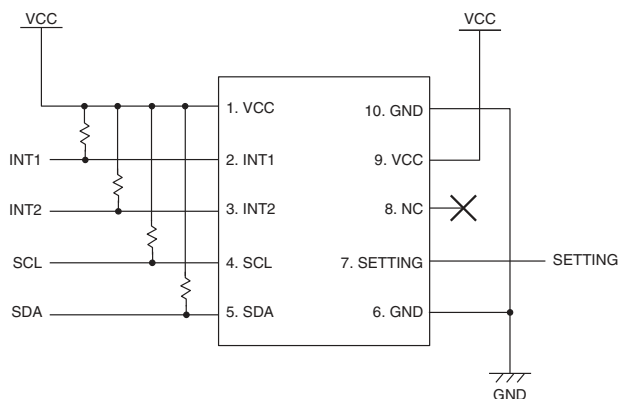 VCC
VCC
1. VCC
10. GND
INT1
2. INT1
9. VCC
INT2
3. INT2
8. NC
SCL
4. SCL
7. SETTING
SETTING
SDA
5. SDA
6. GND
GND